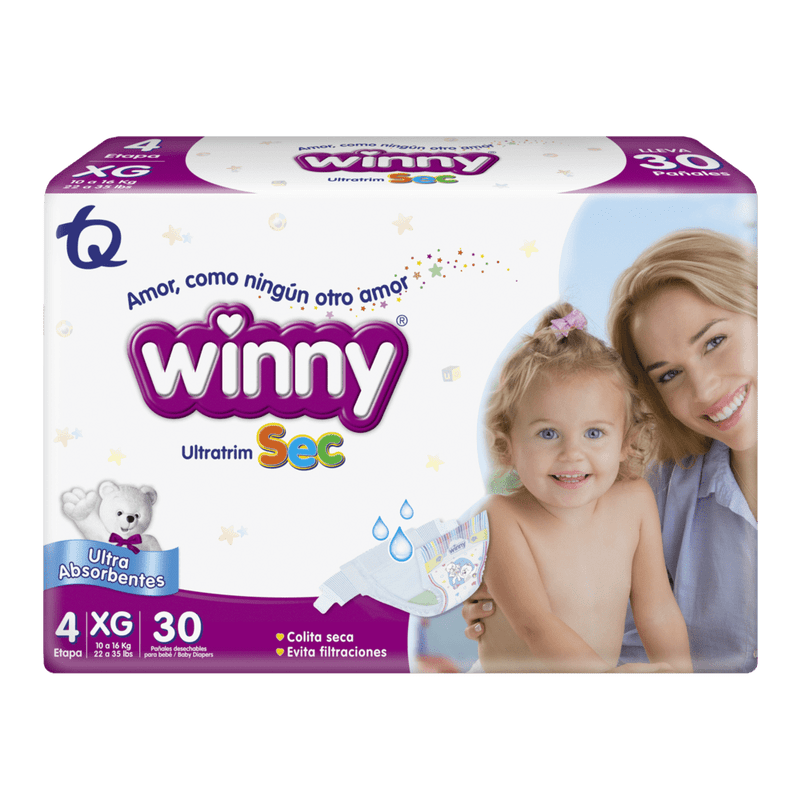 4
Etapa
XG
10 a 16 Kg
22 a 35 lbs
Amor, como ningún otro amor
winny
Ultratrim Sec
LLEVA
30
Pañales
TQ
Amor, como ningún otro amor
winny®
Ultratrim Sec
winny
Ultra
Absorbentes
4
Etapa
XG
10 a 16 Kg
22 a 35 lbs
30
Pañales desechables
para bebé / Baby Diapers
Colita seca
Evita filtraciones